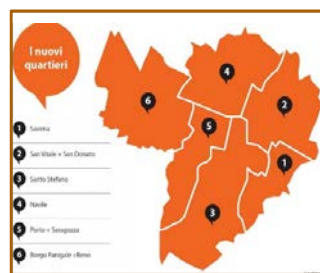 I nuovi
quartieri
1 Savena
2 San Vitale + San Donato
3 Santo Stefano
4 Navile
5 Porto + Saragozza
6 Borgo Panigale + Reno
4
6
2
5
1
3